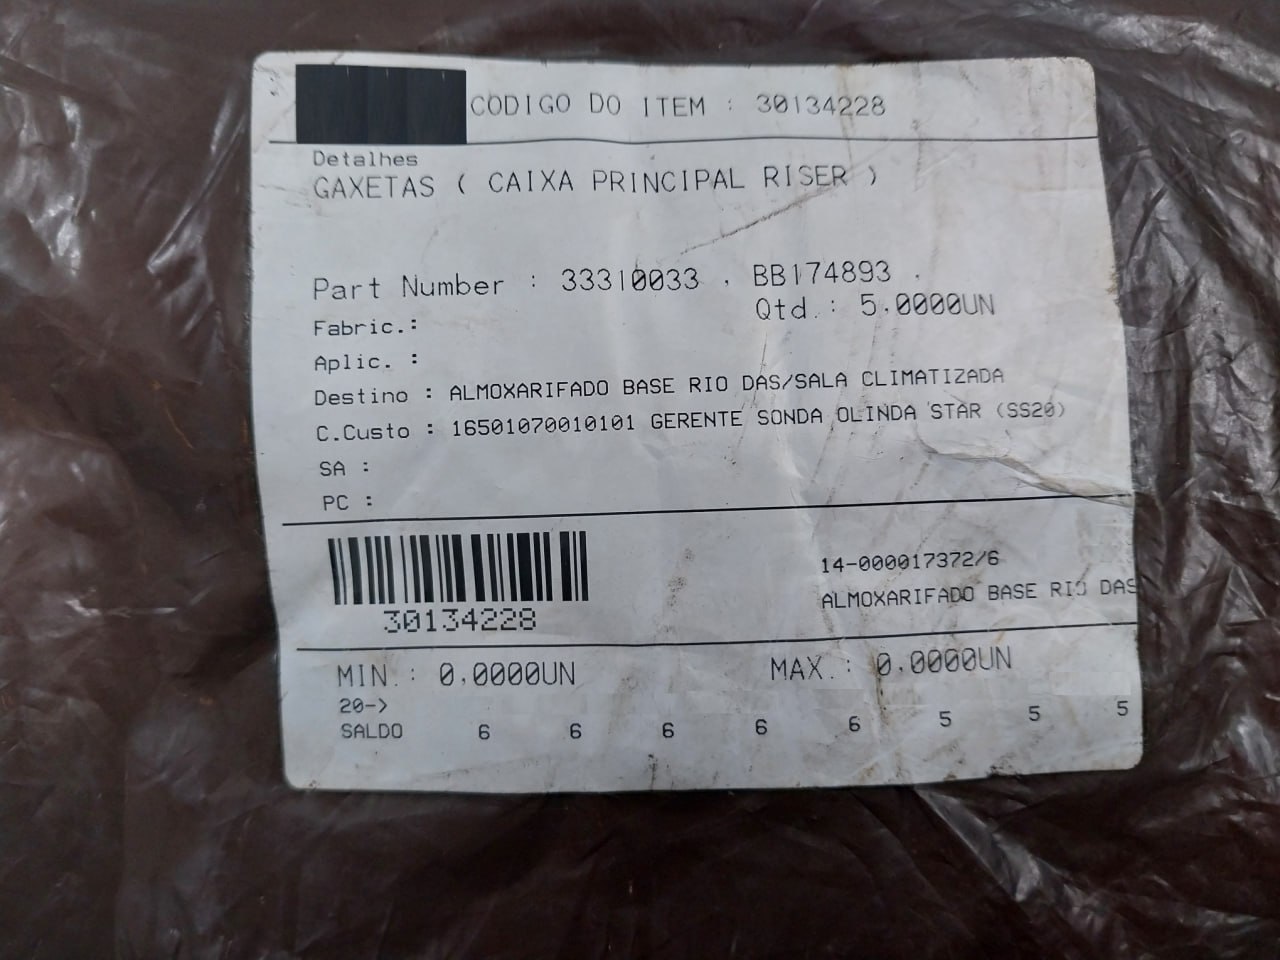 CODIGO DO ITEM : 30134228
Detalhes
GAXETAS ( CAIXA PRINCIPAL RISER )
Part Number : 33310033 . BB174893 .
Qtd.: 5.0000UN
Fabric.:
Aplic. :
Destino : ALMOXARIFADO BASE RIO DAS/SALA CLIMATIZADA
C.Custo : 16501070010101 GERENTE SONDA OLINDA STAR (SS20)
SA :
PC :
14-000017372/6
ALMOXARIFADO BASE RIO DAS
30134228
MIN.: 0.0000UN MAX.: 0.0000UN
20->
SALDO 6 6 6 6 6 5 5 5